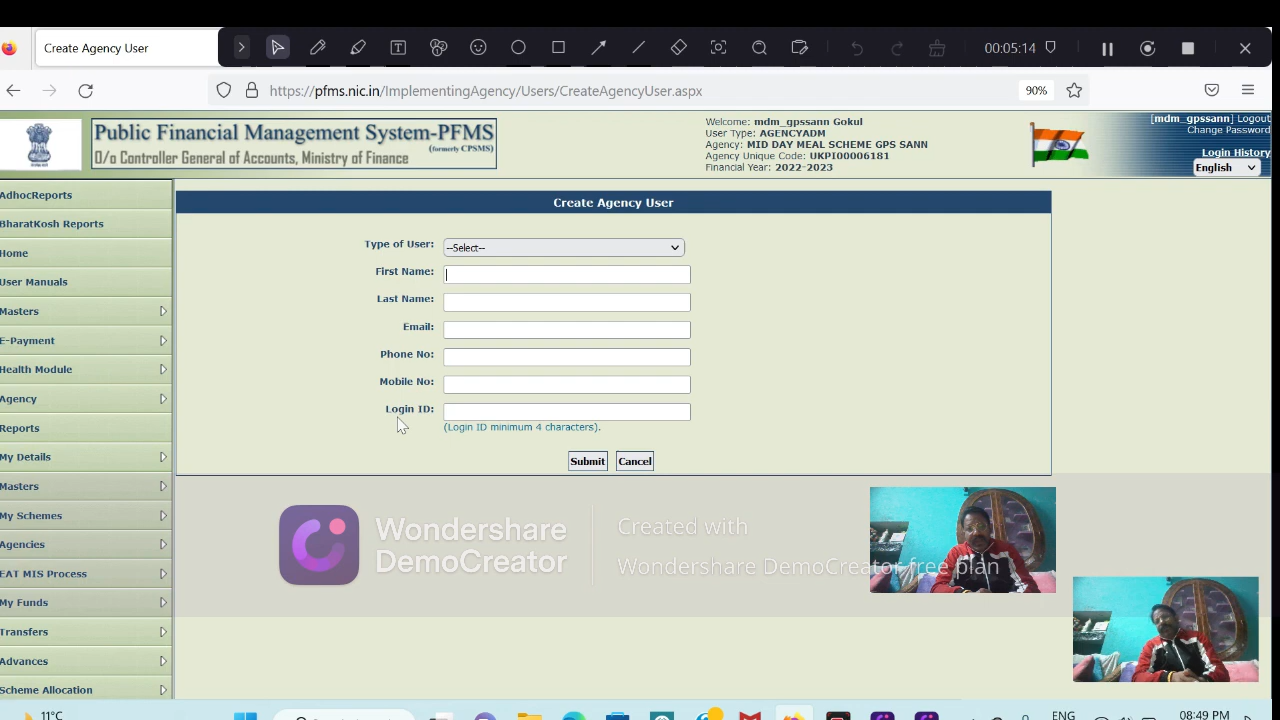 Create Agency User
T
00:05:14
https://pfms.nic.in/ImplementingAgency/Users/CreateAgencyUser.aspx
90%
Public Financial Management System-PFMS
(formerly CPSMS)
O/o Controller General of Accounts, Ministry of Finance
Welcome: mdm_gpssann Gokul
User Type: AGENCYADM
Agency: MID DAY MEAL SCHEME GPS SANN
Agency Unique Code: UKPI00006181
Financial Year: 2022-2023
[mdm_gpssann] Logout
Change Password
Login History
English
AdhocReports
BharatKosh Reports
Home
User Manuals
Masters
E-Payment
Health Module
Agency
Reports
My Details
Masters
My Schemes
Agencies
EAT MIS Process
My Funds
Transfers
Advances
Scheme Allocation
Create Agency User
Type of User: --Select--
First Name:
Last Name:
Email:
Phone No:
Mobile No:
Login ID:
(Login ID minimum 4 characters).
Submit Cancel
Wondershare
DemoCreator
Created with
Wondershare DemoCreator free plan
11°C
ENG
08:49 PM